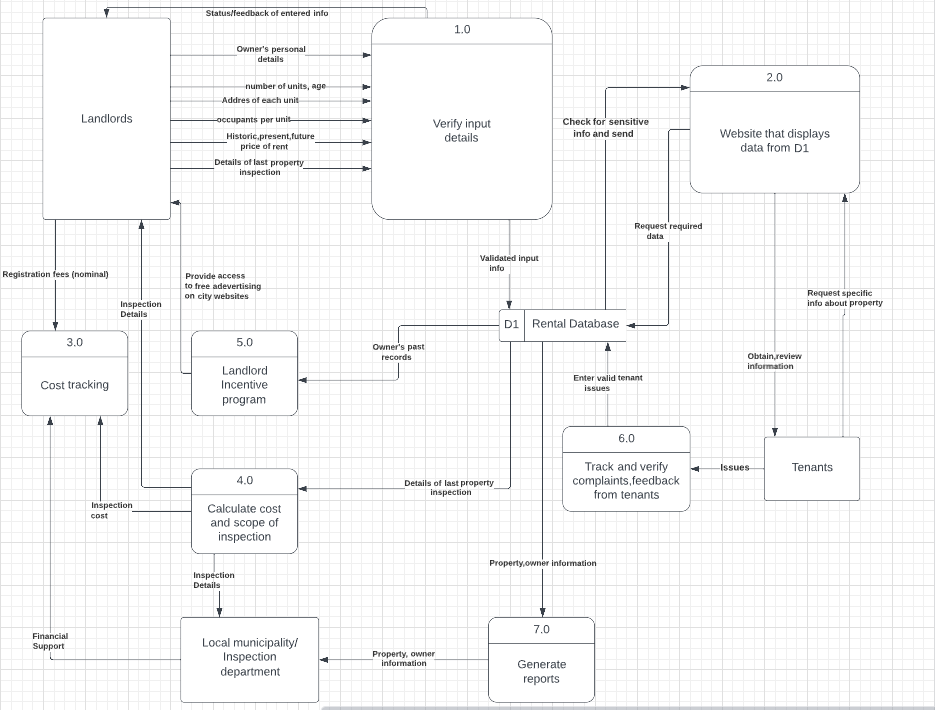 Status/feedback of entered info
1.0
Owner's personal
details
2.0
number of units, age
Addres of each unit
Landlords
occupants per unit
Verify input
details
Check for sensitive
info and send
Website that displays
data from D1
Historic,present,future
price of rent
Details of last property
inspection
Request required
data
Validated input
info
Registration fees (nominal)
Provide access
to free adevertising
on city websites
Inspection
Details
Request specific
info about property
D1
Rental Database
3.0
5.0
Owner's past
records
Cost tracking
Landlord
Incentive
program
Enter valid tenant
issues
Obtain,review
information
6.0
Track and verify
complaints,feedback
from tenants
Issues
Tenants
4.0
Calculate cost
and scope of
inspection
Details of last property
inspection
Inspection
cost
Property,owner information
Inspection
Details
Financial
Support
Local municipality/
Inspection
department
Property, owner
information
7.0
Generate
reports